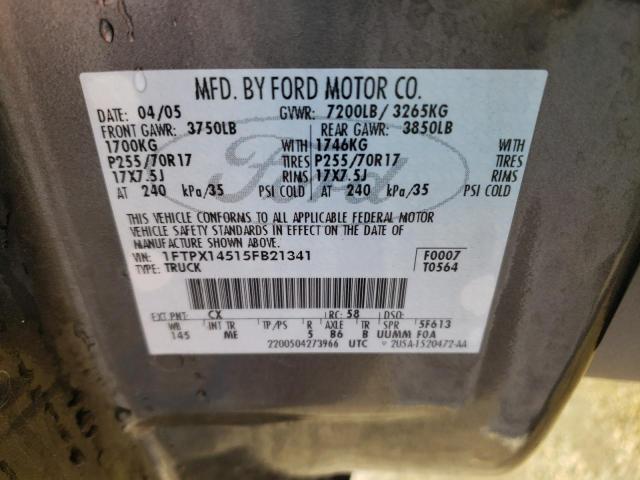 MFD. BY FORD MOTOR CO.
DATE: 04/05 GVWR: 7200LB/ 3265KG
FRONT GAWR: 3750LB REAR GAWR: 3850LB
1700KG WITH 1746KG WITH
P255/70R17 TIRES P255/70R17 TIRES
17X7.5J RIMS 17X7.5J RIMS
AT 240 kPa/35 PSI COLD AT 240 kPa/35 PSI COLD
THIS VEHICLE CONFORMS TO ALL APPLICABLE FEDERAL MOTOR
VEHICLE SAFETY STANDARDS IN EFFECT ON THE DATE OF
MANUFACTURE SHOWN ABOVE.
VIN: 1FTPX14515FB21341 F0007
TYPE: TRUCK T0564
EXT PNT: CX RC: 58 DSO:
WB INT TR TP/PS R AXLE TR SPR 5F613
145 ME 5 B6 B UUMM F0A
2200504273966 UTC 2U5A-1520472-AA
Ford